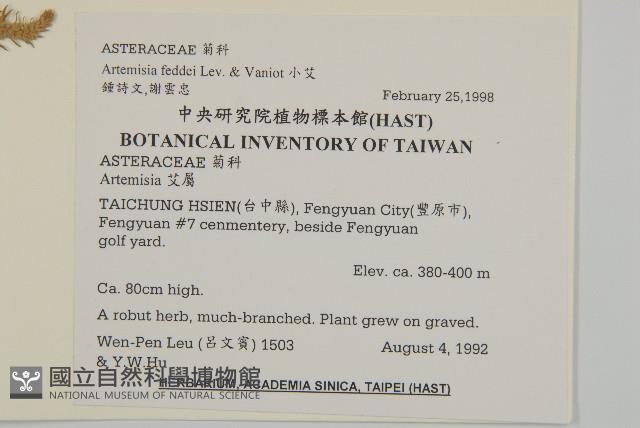 ASTERACEAE 菊科
Artemisia feddei Lev. & Vaniot 小艾
鍾詩文,謝雲忠
February 25,1998
中央研究院植物標本館(HAST)
BOTANICAL INVENTORY OF TAIWAN
ASTERACEAE 菊科
Artemisia 艾屬
TAICHUNG HSIEN(台中縣), Fengyuan City(豐原市),
Fengyuan #7 cenmentery, beside Fengyuan
golf yard.
Elev. ca. 380-400 m
Ca. 80cm high.
A robut herb, much-branched. Plant grew on graved.
Wen-Pen Leu (呂文賓) 1503
August 4, 1992
& Y.W.Hu
HERBARIUM, ACADEMIA SINICA, TAIPEI (HAST)
國立自然科學博物館
NATIONAL MUSEUM OF NATURAL SCIENCE